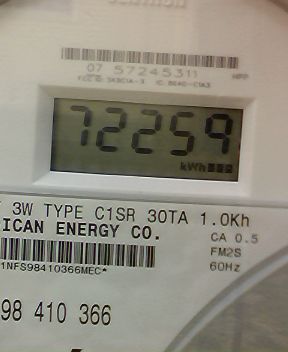 07 57245311
72259
kWh
3W TYPE C1SR 30TA 1.0Kh
ICAN ENERGY CO.
CA 0.5
FM2S
60Hz
1NFS98410366MEC*
98 410 366